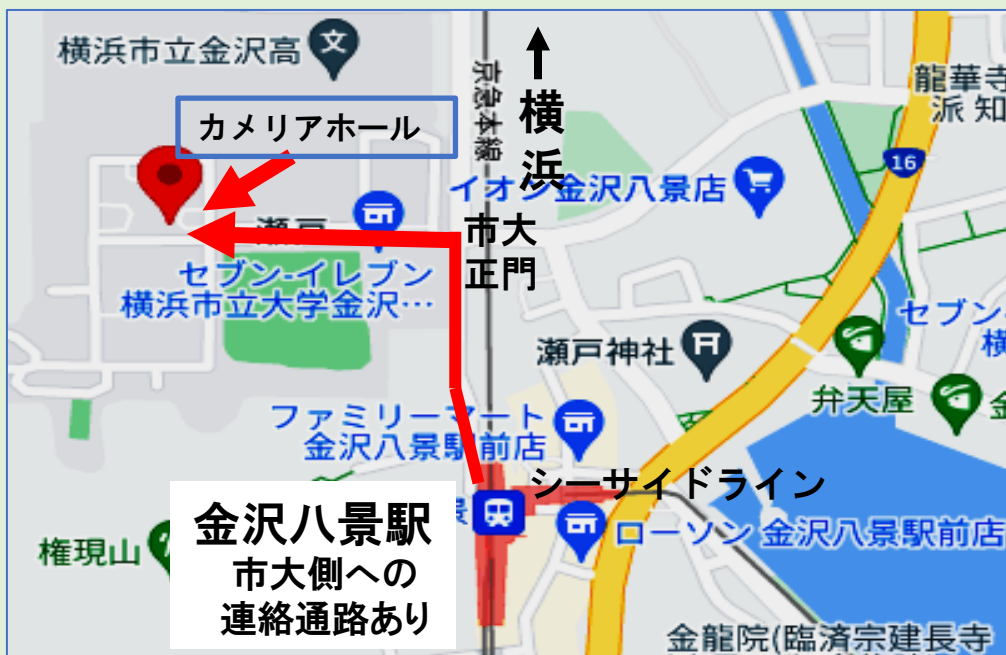 横浜市立金沢高
カメリアホール
京急本線
横浜
龍華寺
派 知
16
イオン金沢八景店
瀬戸
市大
正門
セブン-イレブン
横浜市立大学金沢…
瀬戸神社
セブン-
横
弁天屋
金
ファミリーマート
金沢八景駅前店
シーサイドライン
金沢八景駅
市大側への
連絡通路あり
景
ローソン 金沢八景駅前店
権現山
金龍院(臨済宗建長寺